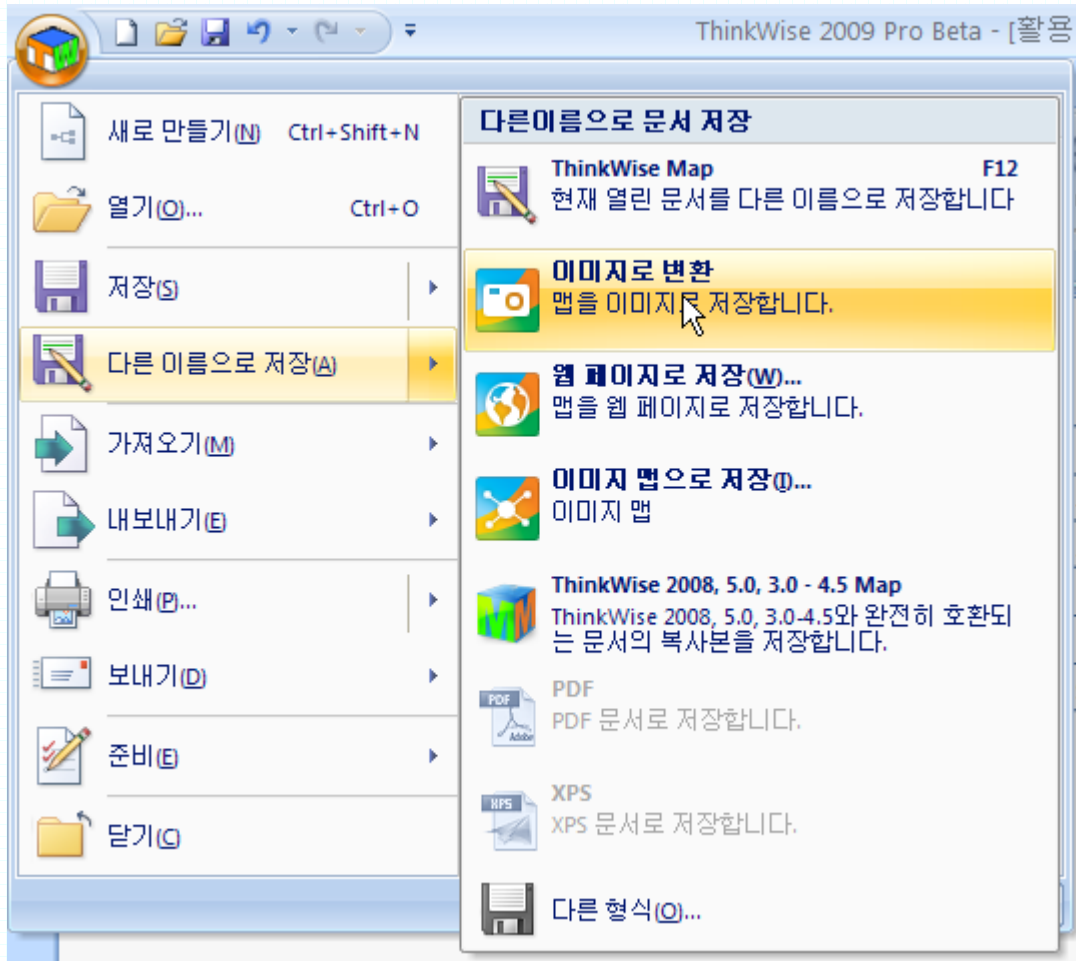 ThinkWise 2009 Pro Beta - [활용
새로 만들기(N) Ctrl+Shift+N
열기(O)... Ctrl+O
저장(S)
다른 이름으로 저장(A)
가져오기(M)
내보내기(E)
인쇄(P)...
보내기(D)
준비(E)
닫기(C)
다른이름으로 문서 저장
ThinkWise Map F12
현재 열린 문서를 다른 이름으로 저장합니다
이미지로 변환
맵을 이미지로 저장합니다.
웹 페이지로 저장(W)...
맵을 웹 페이지로 저장합니다.
이미지 맵으로 저장(I)...
이미지 맵
ThinkWise 2008, 5.0, 3.0 - 4.5 Map
ThinkWise 2008, 5.0, 3.0-4.5와 완전히 호환되
는 문서의 복사본을 저장합니다.
PDF
PDF
Adobe
PDF 문서로 저장합니다.
XPS
XPS
XPS 문서로 저장합니다.
다른 형식(O)...